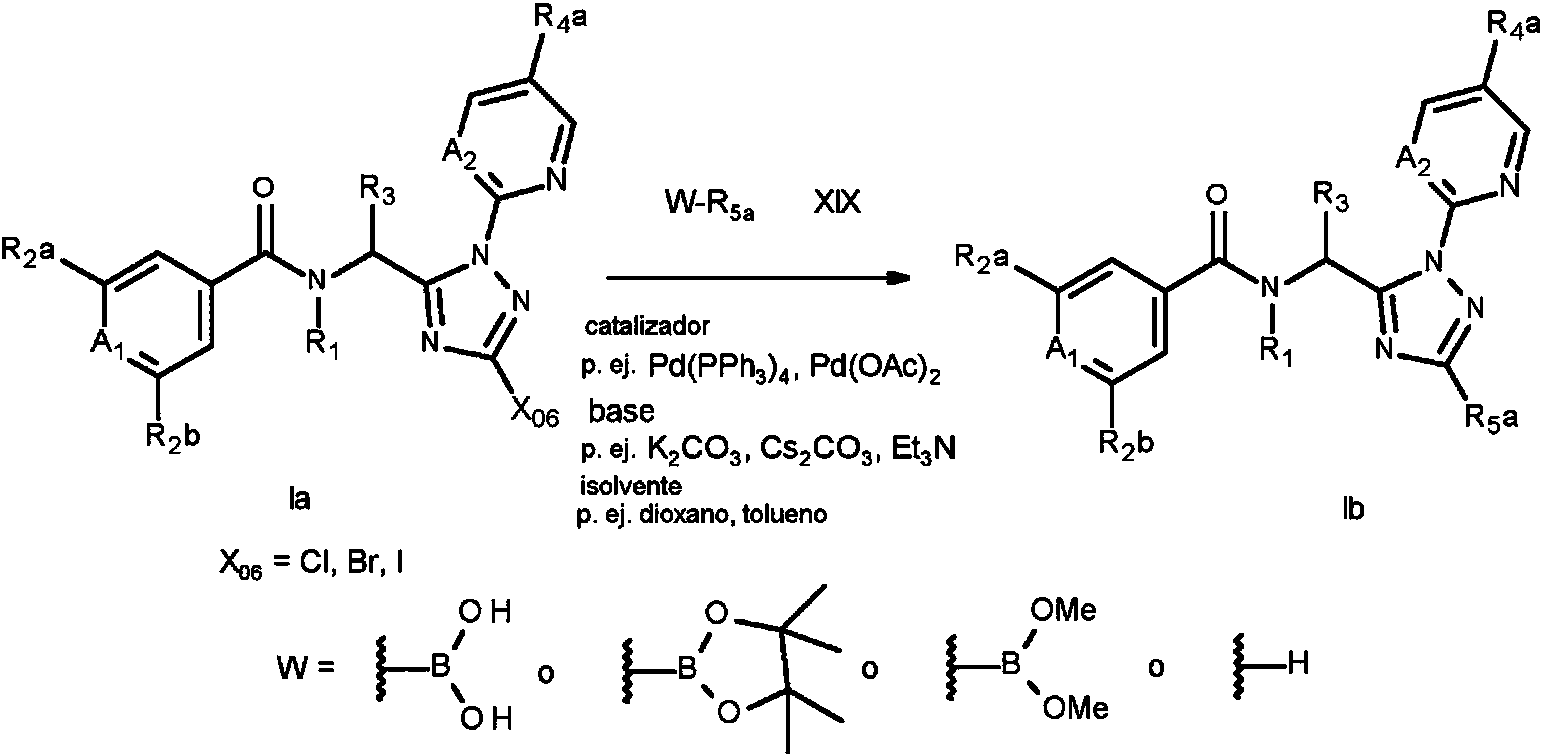 R4a
A2
N
O
R3
W-R5a XIX
R2a
N
N
N
A1
R1
N
X06
R2b
catalizador
p. ej. Pd(PPh3)4, Pd(OAc)2
base
p. ej. K2CO3, Cs2CO3, Et3N
isolvente
p. ej. dioxano, tolueno
R4a
A2
N
O
R3
R2a
N
N
N
A1
R1
N
R5a
R2b
Ia
Ib
X06 = Cl, Br, I
W = B OH OH o B O O o B OMe OMe o H